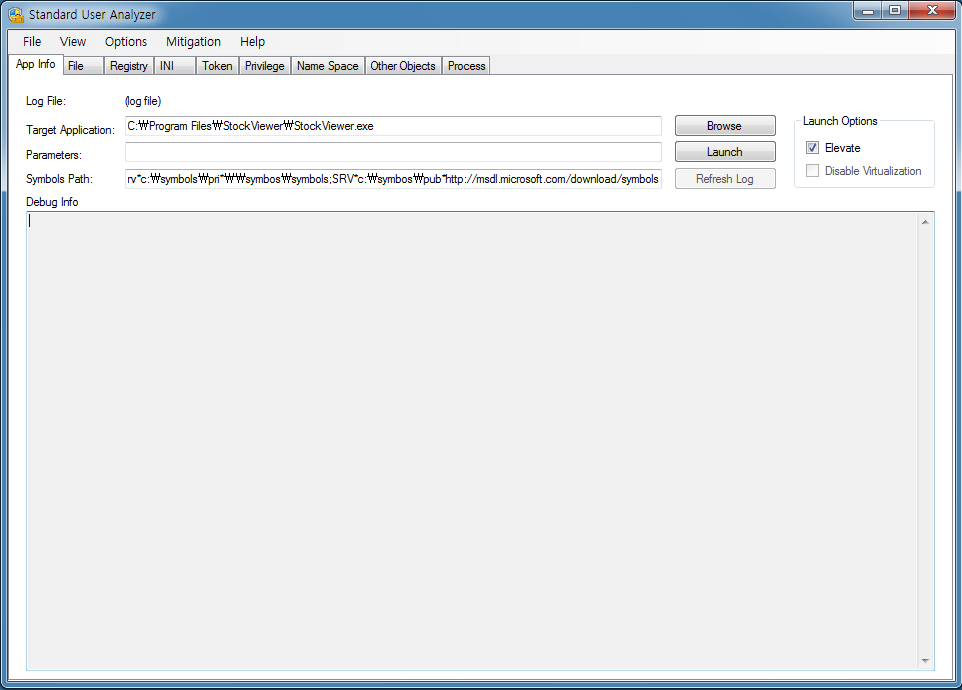 Standard User Analyzer
File View Options Mitigation Help
App Info File Registry INI Token Privilege Name Space Other Objects Process
Log File: (log file)
Target Application: C:₩Program Files₩StockViewer₩StockViewer.exe Browse
Parameters: Launch
Symbols Path: rv*c:₩symbols₩pri*₩₩symbos₩symbols;SRV*c:₩symbos₩pub*http://msdl.microsoft.com/download/symbols Refresh Log
Launch Options
Elevate
Disable Virtualization
Debug Info